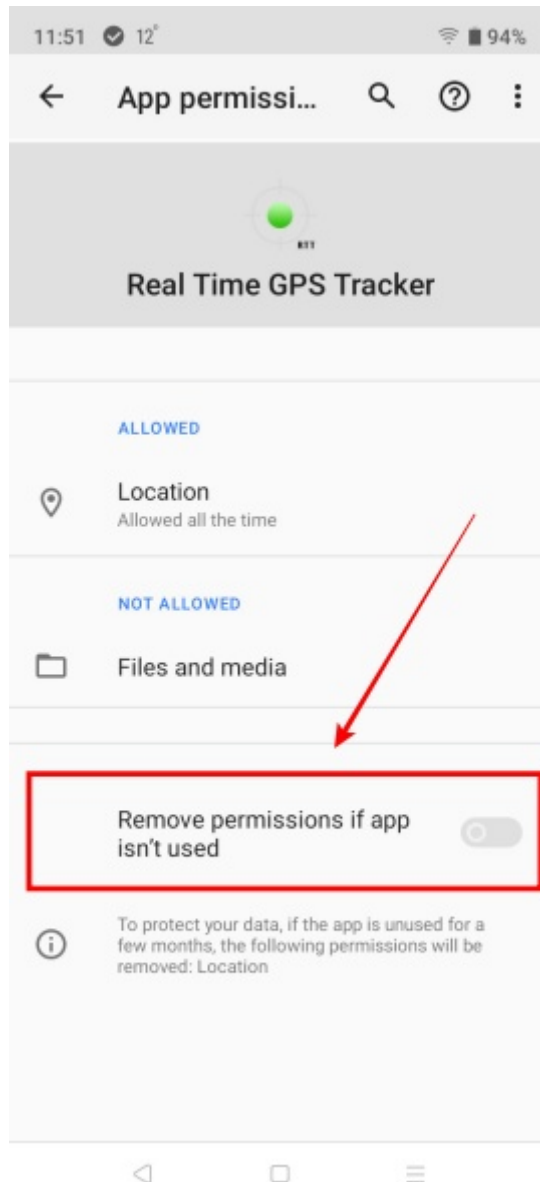 11:51 12° 94%
App permissi...
RTT
Real Time GPS Tracker
ALLOWED
Location
Allowed all the time
NOT ALLOWED
Files and media
Remove permissions if app
isn't used
To protect your data, if the app is unused for a
few months, the following permissions will be
removed: Location